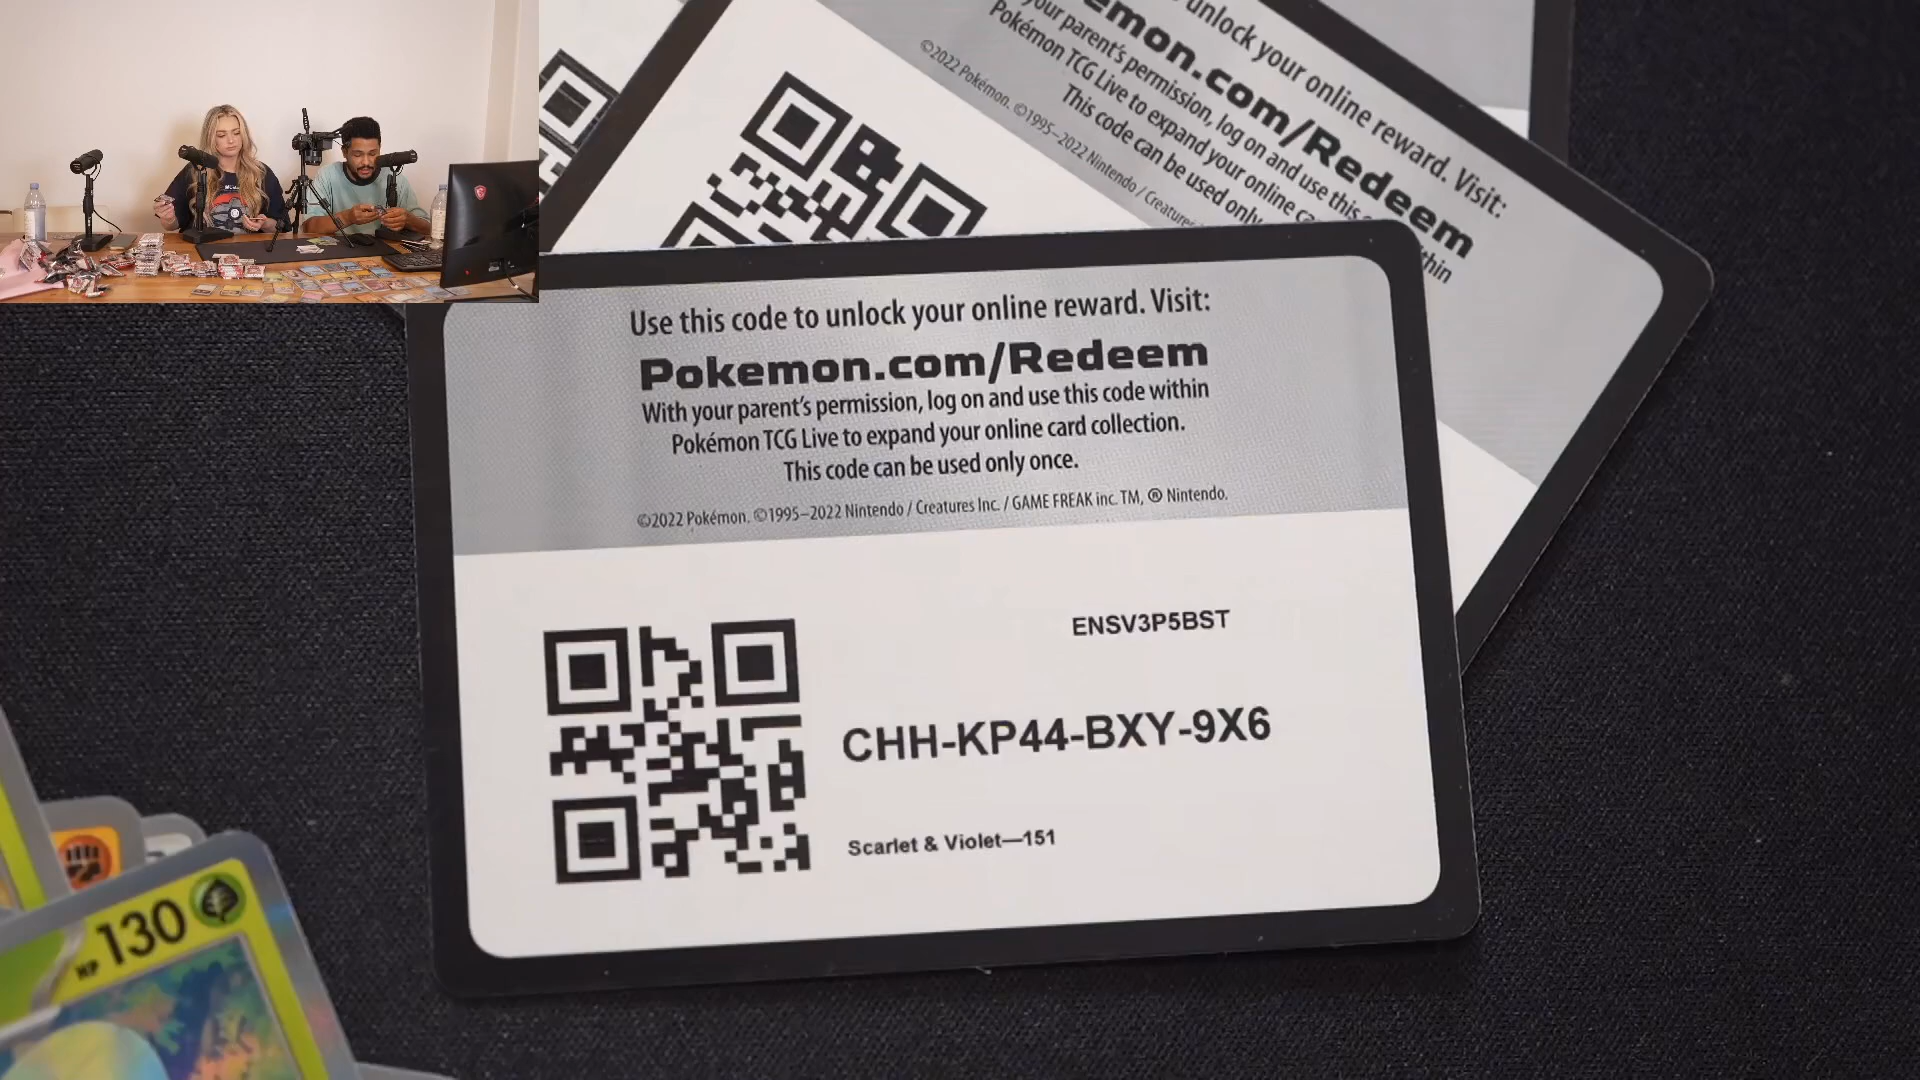 unlock your online reward. Visit:
emon.com/Redeem
your parent's permission, log on and use this
Pokémon TCG Live to expand your online
This code can be used only
©2022 Pokémon. ©1995–2022 Nintendo / Creatures
Use this code to unlock your online reward. Visit:
Pokemon.com/Redeem
With your parent's permission, log on and use this code within
Pokémon TCG Live to expand your online card collection.
This code can be used only once.
©2022 Pokémon. ©1995–2022 Nintendo / Creatures Inc. / GAME FREAK inc. TM, ® Nintendo.
ENSV3P5BST
CHH-KP44-BXY-9X6
Scarlet & Violet—151
HP 130